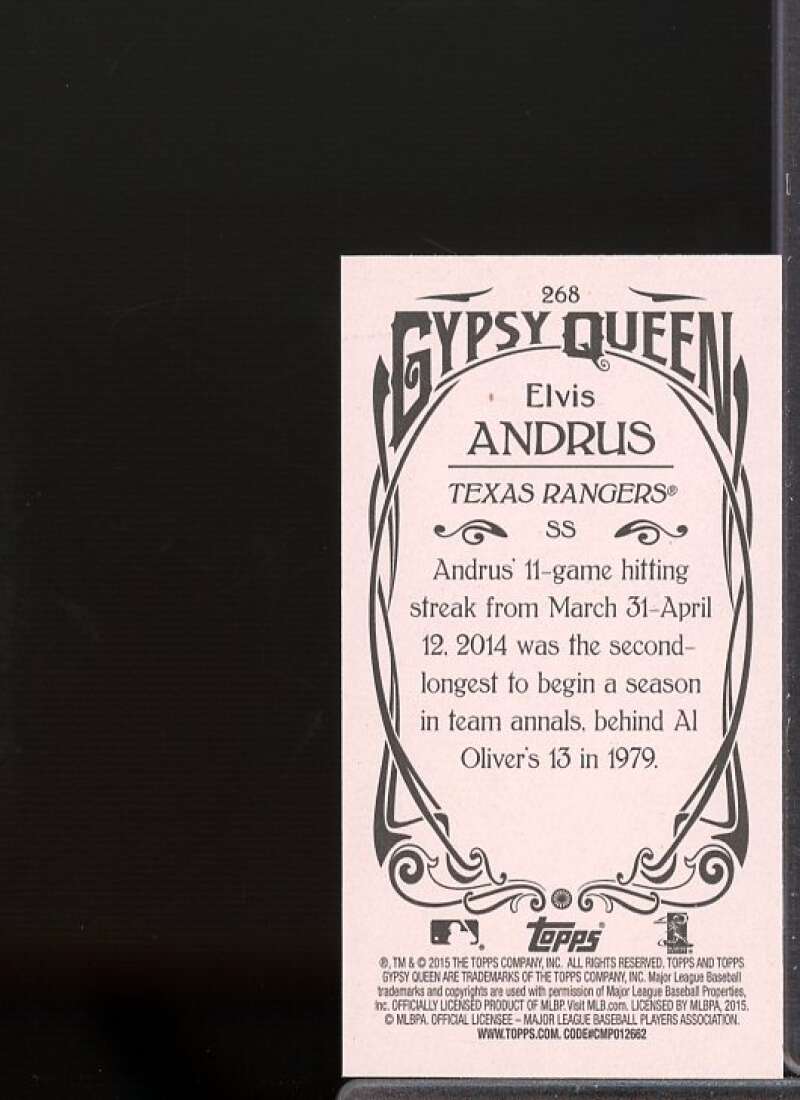 268
GYPSY QUEEN
Elvis
ANDRUS
TEXAS RANGERS®
SS
Andrus' 11-game hitting
streak from March 31-April
12, 2014 was the second-
longest to begin a season
in team annals, behind Al
Oliver's 13 in 1979.
topps®
®, TM & © 2015 THE TOPPS COMPANY, INC. ALL RIGHTS RESERVED. TOPPS AND TOPPS
GYPSY QUEEN ARE TRADEMARKS OF THE TOPPS COMPANY, INC. Major League Baseball
trademarks and copyrights are used with permission of Major League Baseball Properties,
Inc. OFFICIALLY LICENSED PRODUCT OF MLBP. Visit MLB.com. LICENSED BY MLBPA, 2015.
© MLBPA. OFFICIAL LICENSEE – MAJOR LEAGUE BASEBALL PLAYERS ASSOCIATION.
WWW.TOPPS.COM. CODE#CMP012662